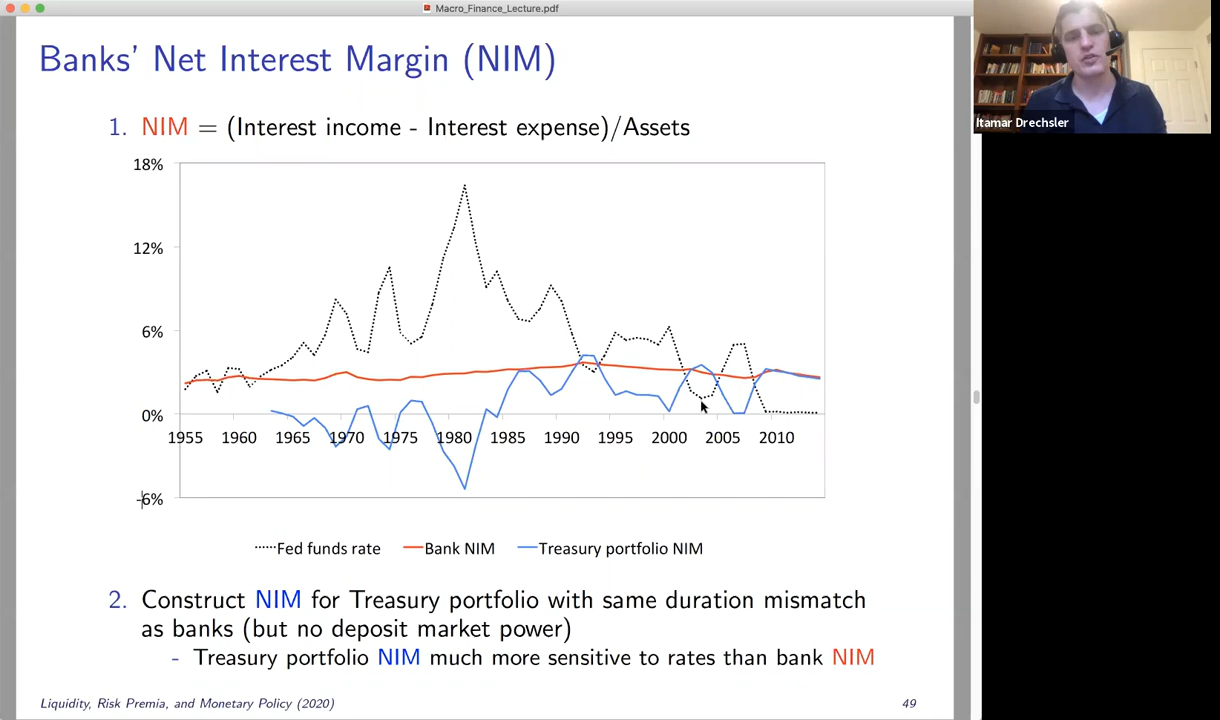 Macro_Finance_Lecture.pdf
Banks' Net Interest Margin (NIM)
1. NIM = (Interest income - Interest expense)/Assets
18%
12%
6%
0%
1955 1960 1965 1970 1975 1980 1985 1990 1995 2000 2005 2010
-6%
Fed funds rate Bank NIM Treasury portfolio NIM
2. Construct NIM for Treasury portfolio with same duration mismatch
as banks (but no deposit market power)
- Treasury portfolio NIM much more sensitive to rates than bank NIM
Liquidity, Risk Premia, and Monetary Policy (2020) 49
Itamar Drechsler